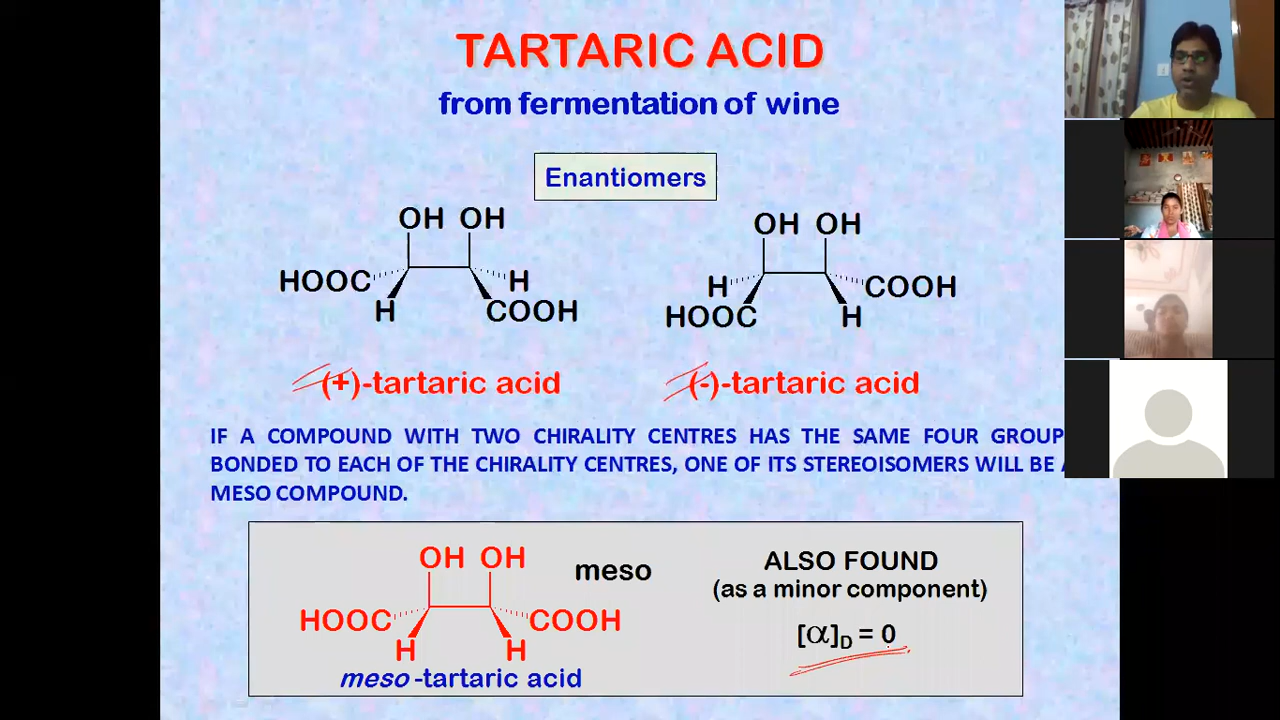 TARTARIC ACID
from fermentation of wine
Enantiomers
OH OH
HOOC H
H COOH
OH OH
H COOH
HOOC H
(+)-tartaric acid
(-)-tartaric acid
IF A COMPOUND WITH TWO CHIRALITY CENTRES HAS THE SAME FOUR GROUP
BONDED TO EACH OF THE CHIRALITY CENTRES, ONE OF ITS STEREOISOMERS WILL BE A
MESO COMPOUND.
OH OH
HOOC COOH
H H
meso-tartaric acid
meso
ALSO FOUND
(as a minor component)
[α]D = 0